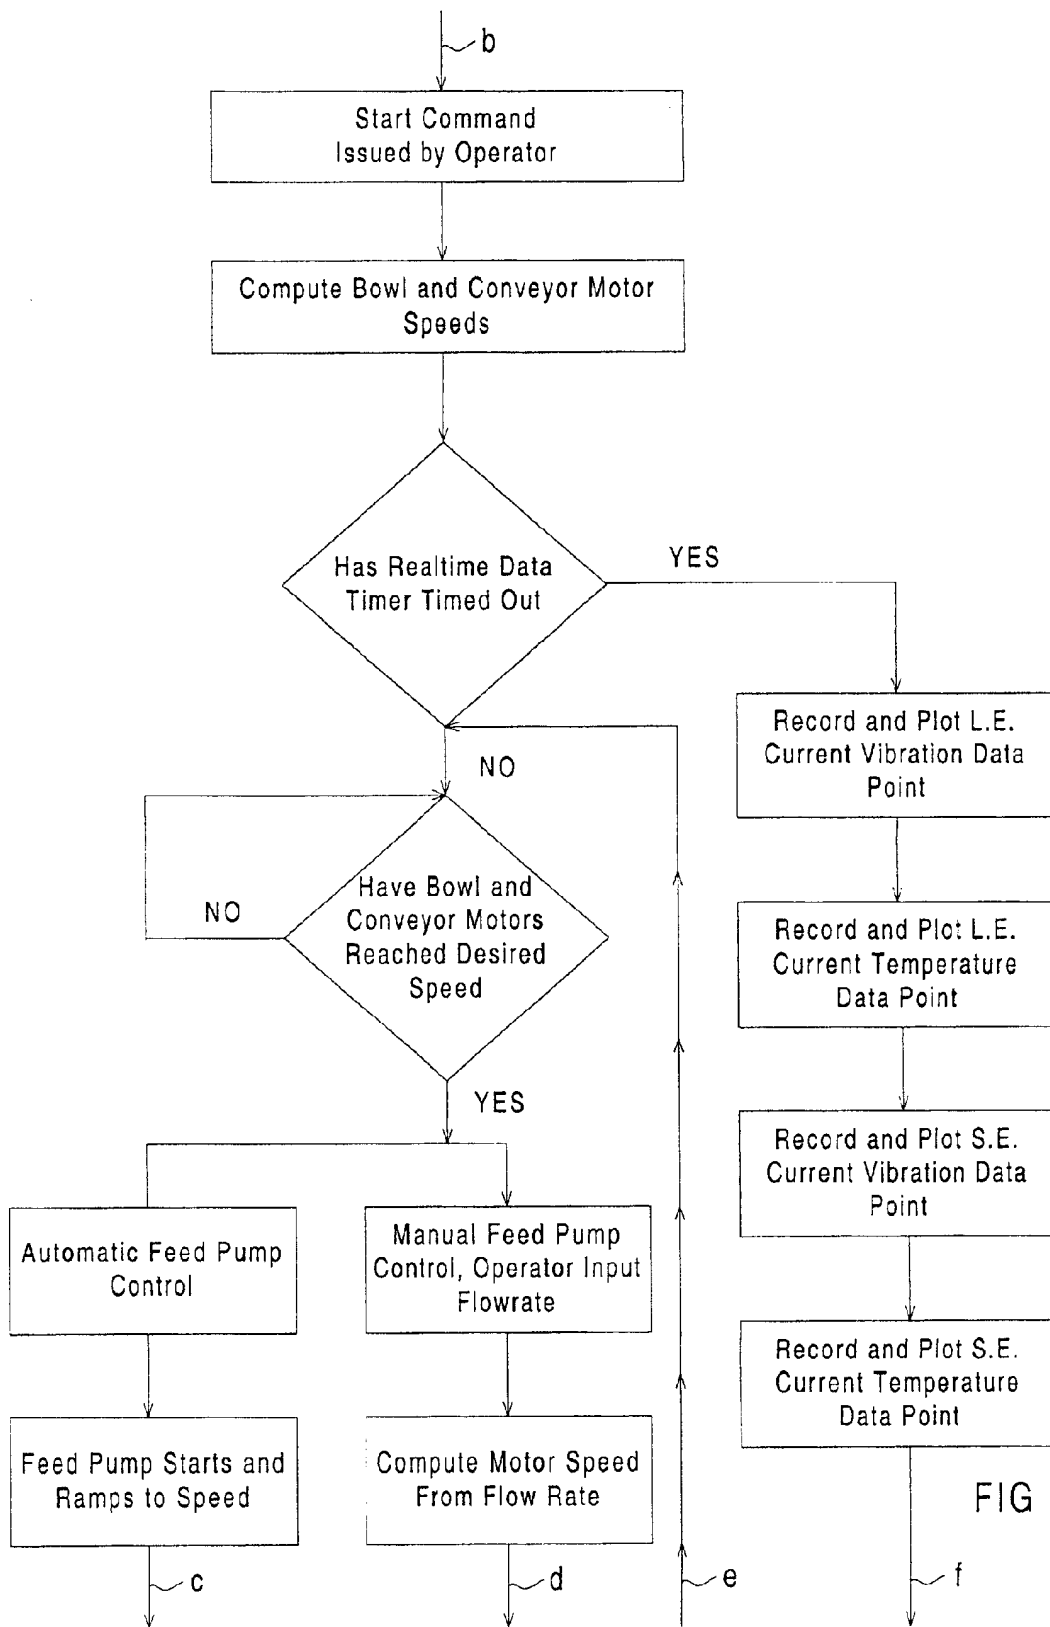 b
Start Command
Issued by Operator
Compute Bowl and Conveyor Motor
Speeds
Has Realtime Data
Timer Timed Out
YES
NO
Record and Plot L.E.
Current Vibration Data
Point
Have Bowl and
Conveyor Motors
Reached Desired
Speed
NO
YES
Record and Plot L.E.
Current Temperature
Data Point
Record and Plot S.E.
Current Vibration Data
Point
Automatic Feed Pump
Control
Manual Feed Pump
Control, Operator Input
Flowrate
Record and Plot S.E.
Current Temperature
Data Point
Feed Pump Starts and
Ramps to Speed
Compute Motor Speed
From Flow Rate
FIG
c
d
e
f